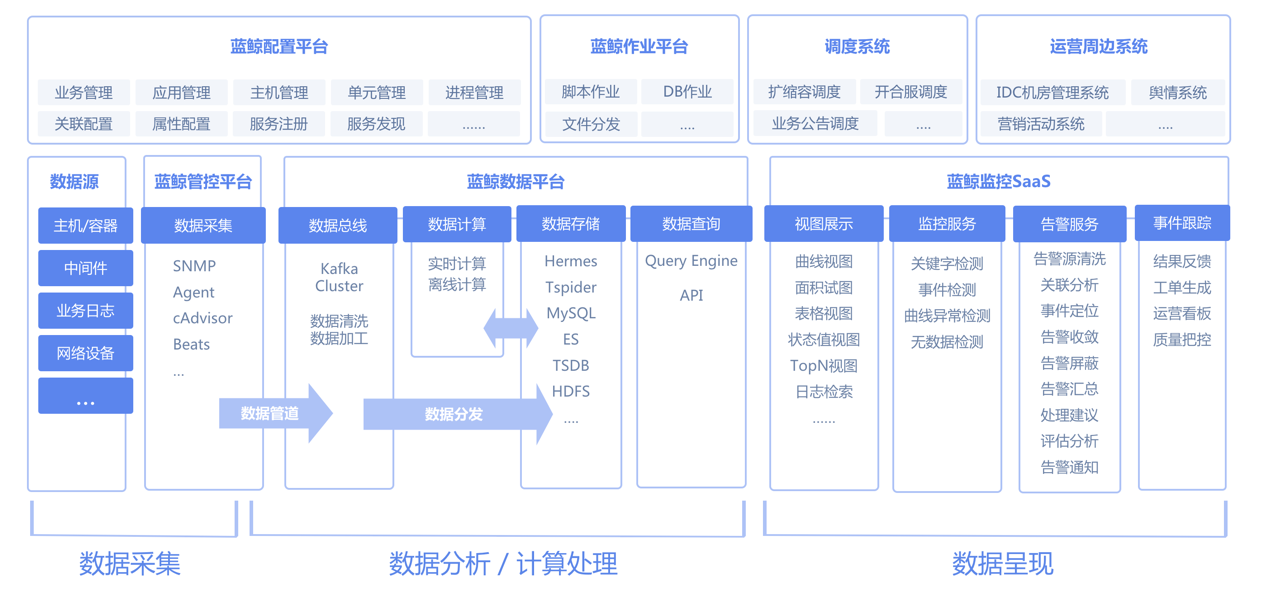 蓝鲸配置平台
业务管理 应用管理 主机管理 单元管理 进程管理
关联配置 属性配置 服务注册 服务发现 ……
蓝鲸作业平台
脚本作业 DB作业
文件分发 ....
调度系统
扩缩容调度 开合服调度
业务公告调度 ....
运营周边系统
IDC机房管理系统 舆情系统
营销活动系统 ....
数据源
主机/容器
中间件
业务日志
网络设备
...
蓝鲸管控平台
数据采集
SNMP
Agent
cAdvisor
Beats
...
数据管道
蓝鲸数据平台
数据总线
Kafka
Cluster
数据清洗
数据加工
数据计算
实时计算
离线计算
数据分发
数据存储
Hermes
Tspider
MySQL
ES
TSDB
HDFS
....
数据查询
Query Engine
API
蓝鲸监控SaaS
视图展示
曲线视图
面积试图
表格视图
状态值视图
TopN视图
日志检索
……
监控服务
关键字检测
事件检测
曲线异常检测
无数据检测
告警服务
告警源清洗
关联分析
事件定位
告警收敛
告警屏蔽
告警汇总
处理建议
评估分析
告警通知
事件跟踪
结果反馈
工单生成
运营看板
质量把控
数据采集
数据分析 / 计算处理
数据呈现